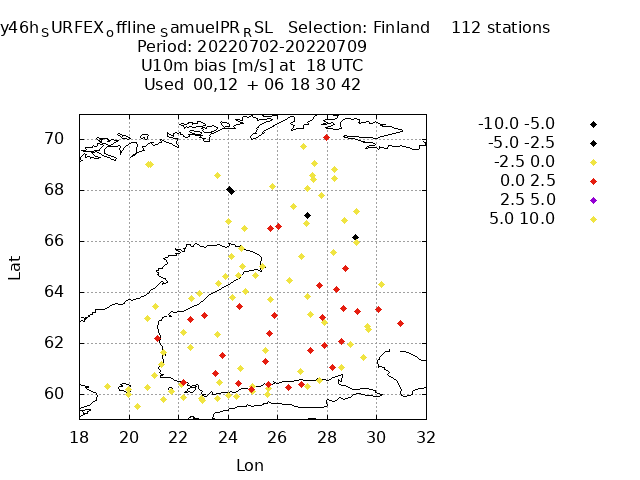 y46h_SURFEX_offline_SamuelPR_RSL Selection: Finland 112 stations
Period: 20220702-20220709
U10m bias [m/s] at 18 UTC
Used 00,12 + 06 18 30 42
-10.0 -5.0
-5.0 -2.5
-2.5 0.0
0.0 2.5
2.5 5.0
5.0 10.0
70
68
66
64
62
60
Lat
18 20 22 24 26 28 30 32
Lon